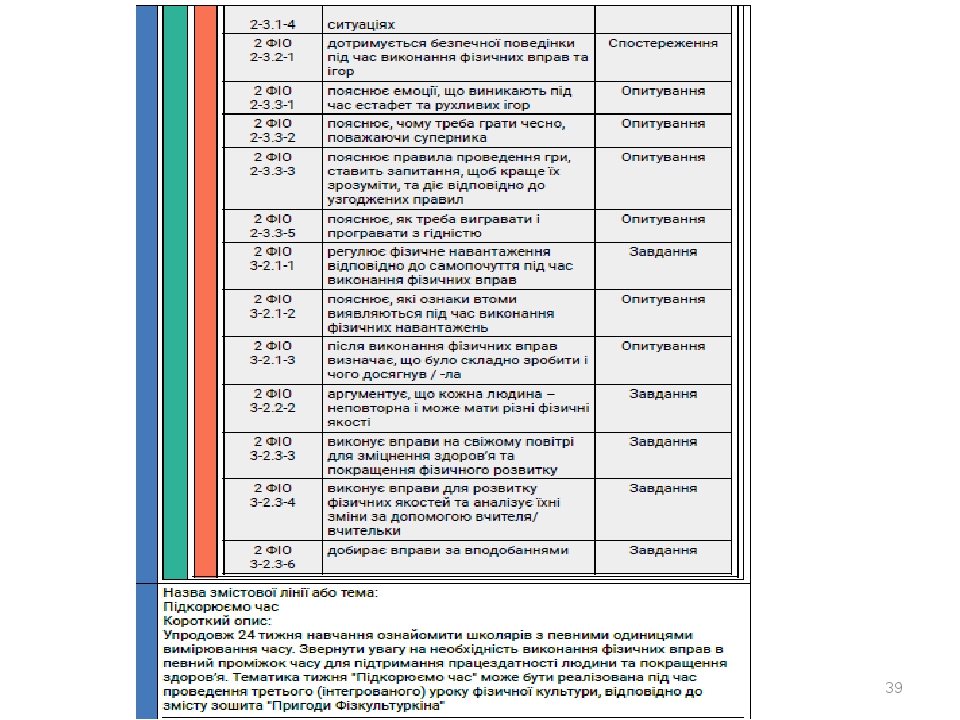 2-3.1-4 ситуаціях
2 ФІО дотримується безпечної поведінки Спостереження
2-3.2-1 під час виконання фізичних вправ та
ігор
2 ФІО пояснює емоції, що виникають під Опитування
2-3.3-1 час естафет та рухливих ігор
2 ФІО пояснює, чому треба грати чесно, Опитування
2-3.3-2 поважаючи суперника
2 ФІО пояснює правила проведення гри, Опитування
2-3.3-3 ставить запитання, щоб краще їх
зрозуміти, та діє відповідно до
узгоджених правил
2 ФІО пояснює, як треба вигравати і Опитування
2-3.3-5 програвати з гідністю
2 ФІО регулює фізичне навантаження Завдання
3-2.1-1 відповідно до самопочуття під час
виконання фізичних вправ
2 ФІО пояснює, які ознаки втоми Опитування
3-2.1-2 виявляються під час виконання
фізичних навантажень
2 ФІО після виконання фізичних вправ Опитування
3-2.1-3 визначає, що було складно зробити і
чого досягнув / -ла
2 ФІО аргументує, що кожна людина – Завдання
3-2.2-2 неповторна і може мати різні фізичні
якості
2 ФІО виконує вправи на свіжому повітрі Завдання
3-2.3-3 для зміцнення здоров'я та
покращення фізичного розвитку
2 ФІО виконує вправи для розвитку Завдання
3-2.3-4 фізичних якостей та аналізує їхні
зміни за допомогою вчителя/
вчительки
2 ФІО добирає вправи за вподобаннями Завдання
3-2.3-6
Назва змістової лінії або тема:
Підкорюємо час
Короткий опис:
Упродовж 24 тижня навчання ознайомити школярів з певними одиницями
вимірювання часу. Звернути увагу на необхідність виконання фізичних вправ в
певний проміжок часу для підтримання працездатності людини та покращення
здоров'я. Тематика тижня "Підкорюємо час" може бути реалізована під час
проведення третього (інтегрованого) уроку фізичної культури, відповідно до
змісту зошита "Пригоди Фізкультуркіна"
39